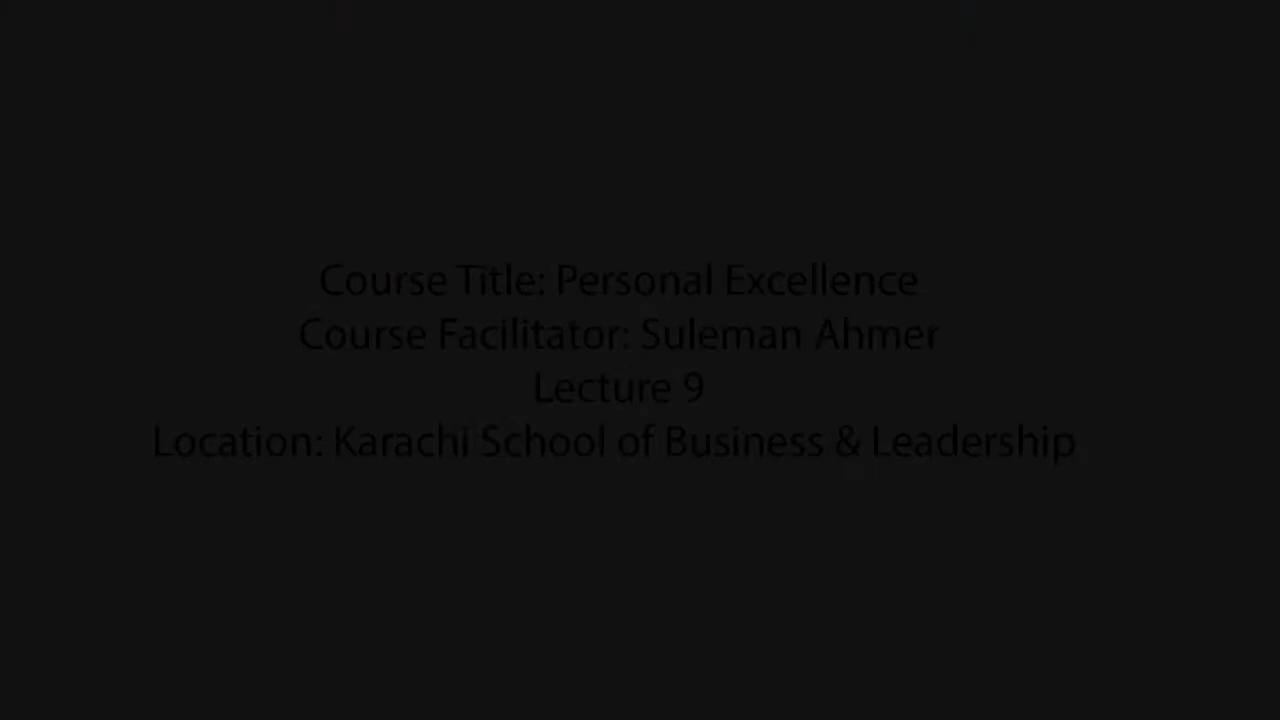 Course Title: Personal Excellence
Course Facilitator: Suleman Ahmer
Lecture 9
Location: Karachi School of Business & Leadership